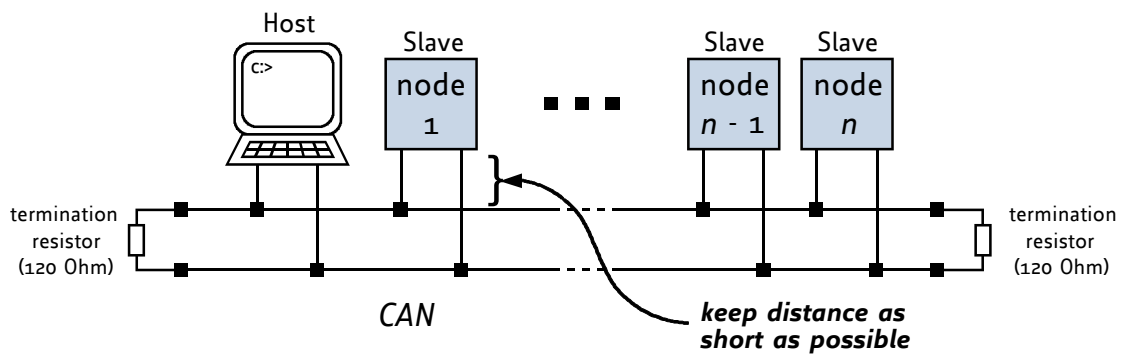 Host
C:>
Slave
node
1
Slave
node
n - 1
Slave
node
n
termination
resistor
(120 Ohm)
termination
resistor
(120 Ohm)
CAN
keep distance as
short as possible